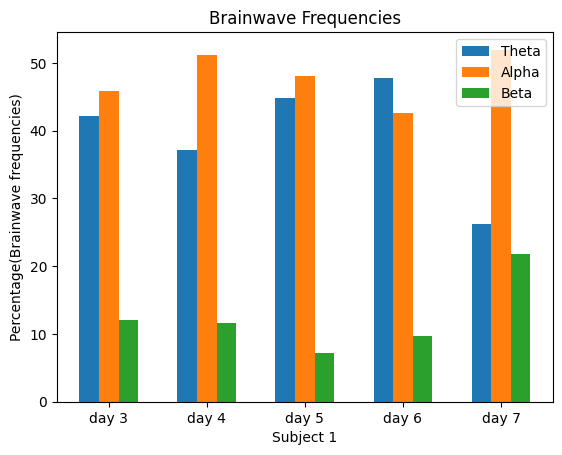 Brainwave Frequencies
Theta
Alpha
Beta
Percentage(Brainwave frequencies)
50
40
30
20
10
0
day 3 day 4 day 5 day 6 day 7
Subject 1